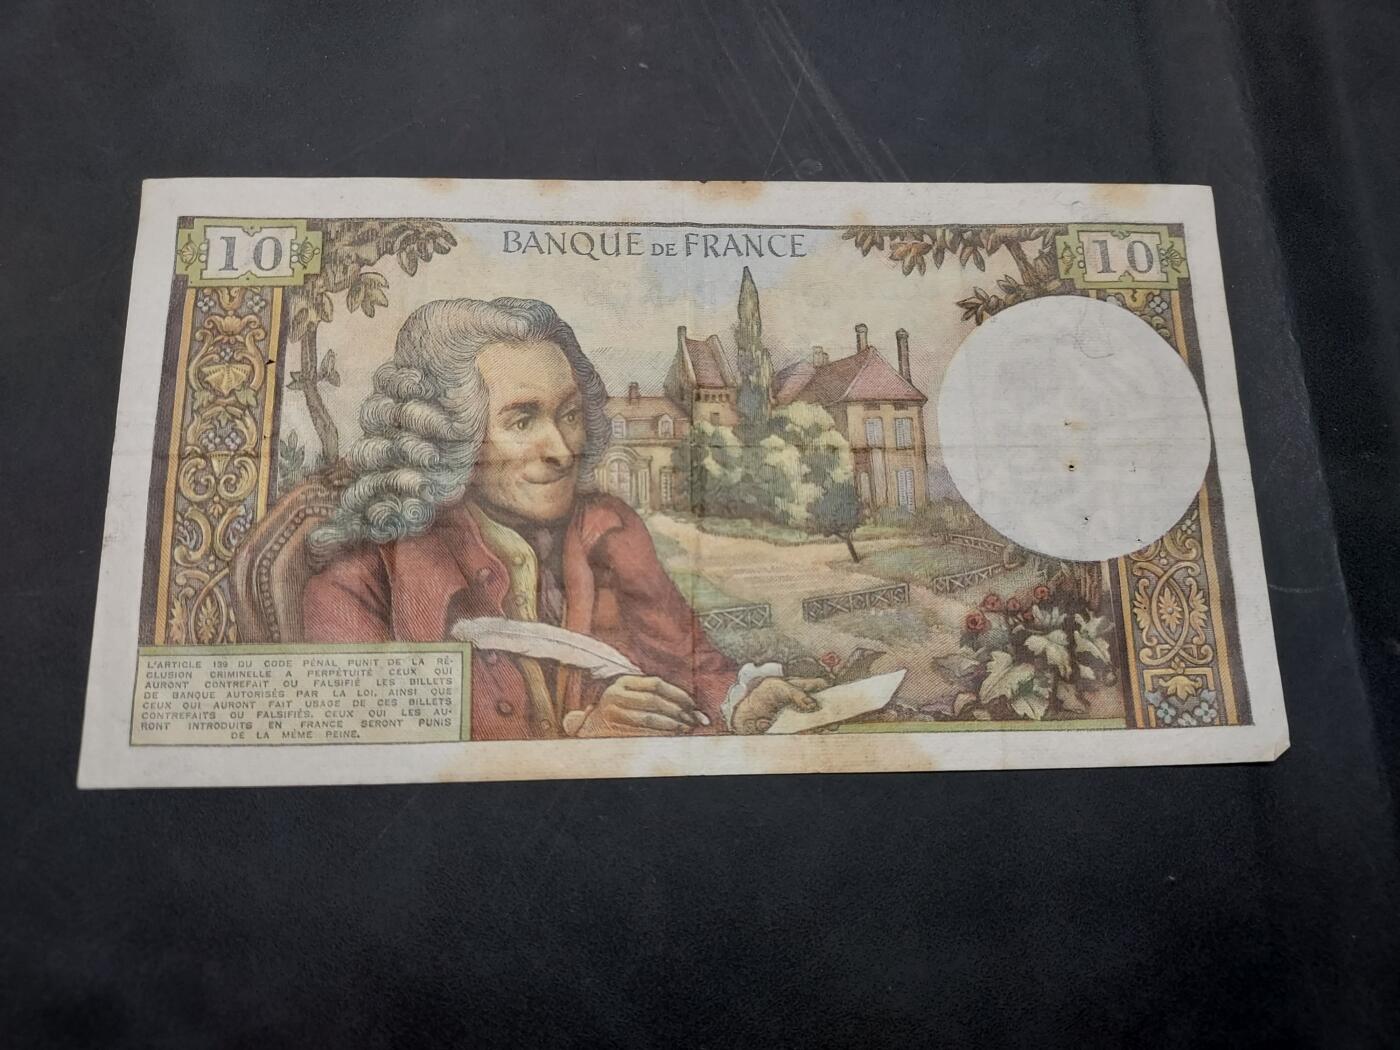 10
BANQUE DE FRANCE
10
L'ARTICLE 139 DU CODE PÉNAL PUNIT DE LA RÉ-
CLUSION CRIMINELLE A PERPÉTUITÉ CEUX QUI
AURONT CONTREFAIT OU FALSIFIÉ LES BILLETS
DE BANQUE AUTORISÉS PAR LA LOI, AINSI QUE
CEUX QUI AURONT FAIT USAGE DE CES BILLETS
CONTREFAITS OU FALSIFIÉS. CEUX QUI LES AU-
RONT INTRODUITS EN FRANCE SERONT PUNIS
DE LA MÊME PEINE.